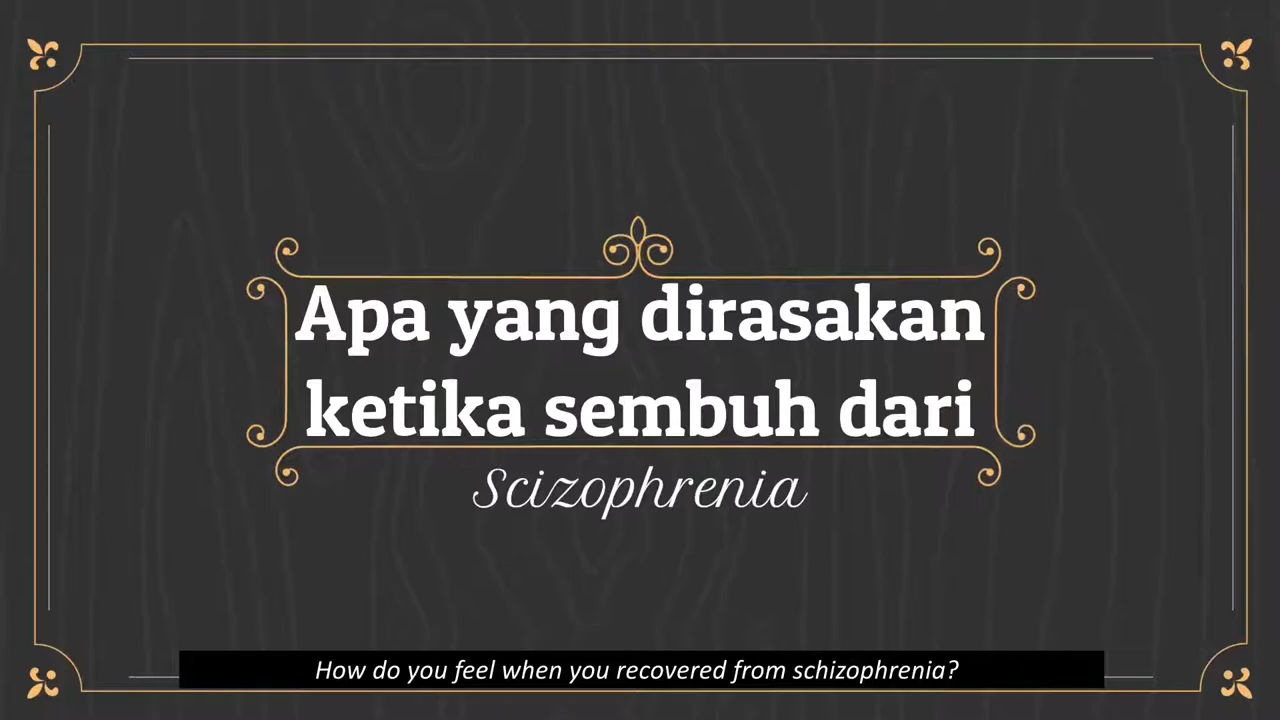 Apa yang dirasakan
ketika sembuh dari
Scizophrenia
How do you feel when you recovered from schizophrenia?